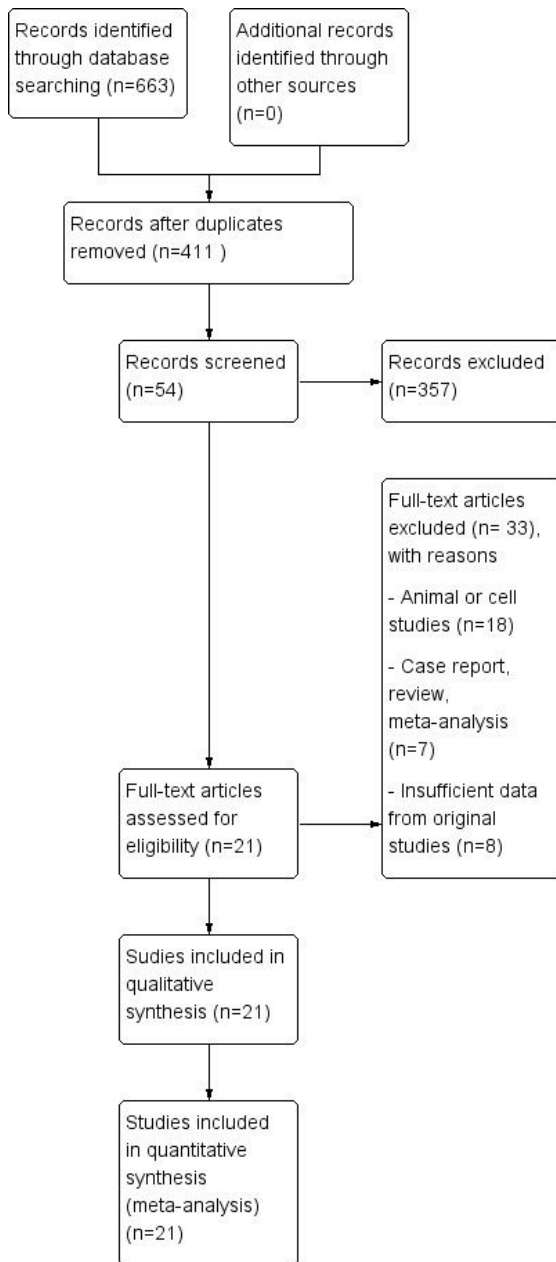 Records identified
through database
searching (n=663)
Additional records
identified through
other sources
(n=0)
Records after duplicates
removed (n=411 )
Records screened
(n=54)
Records excluded
(n=357)
Full-text articles
excluded (n= 33),
with reasons
- Animal or cell
studies (n=18)
- Case report,
review,
meta-analysis
(n=7)
- Insufficient data
from original
studies (n=8)
Full-text articles
assessed for
eligibility (n=21)
Sudies included in
qualitative
synthesis (n=21)
Studies included
in quantitative
synthesis
(meta-analysis)
(n=21)